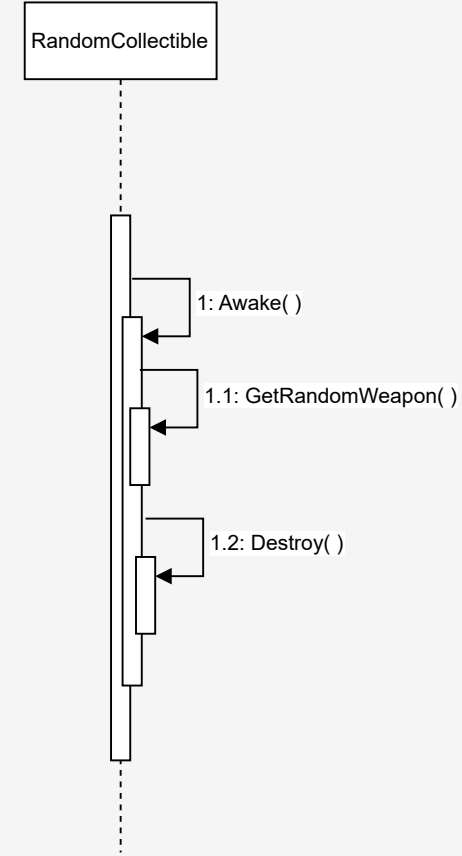 RandomCollectible
1: Awake( )
1.1: GetRandomWeapon( )
1.2: Destroy( )